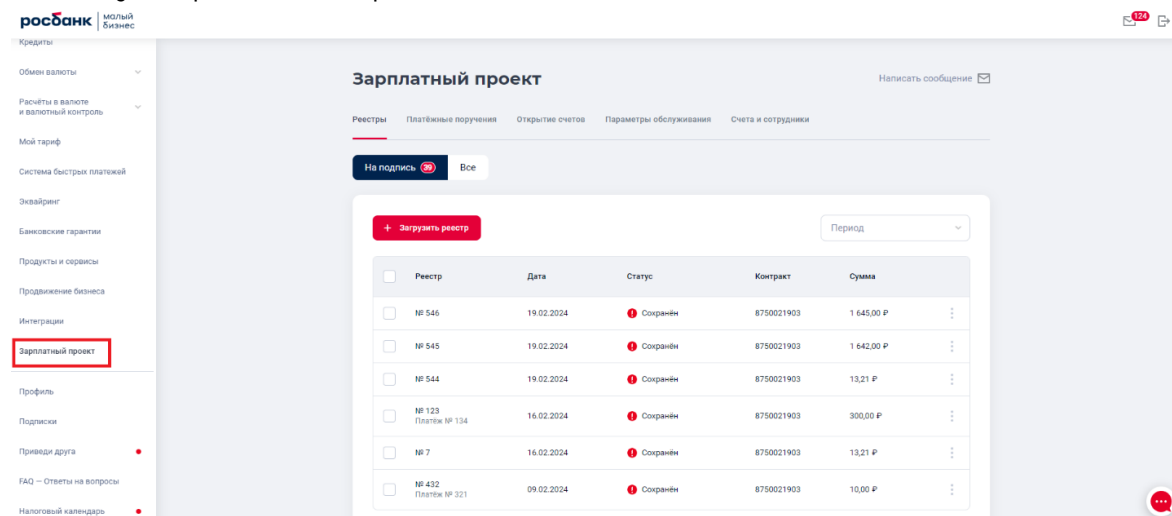 росбанк малый бизнес
124
Кредиты
Обмен валюты
Расчёты в валюте
и валютный контроль
Мой тариф
Система быстрых платежей
Эквайринг
Банковские гарантии
Продукты и сервисы
Продвижение бизнеса
Интеграции
Зарплатный проект
Профиль
Подписки
Приведи друга
FAQ — Ответы на вопросы
Налоговый календарь
Зарплатный проект
Написать сообщение
Реестры Платёжные поручения Открытие счетов Параметры обслуживания Счета и сотрудники
На подпись 39 Все
+ Загрузить реестр
Период
Реестр Дата Статус Контракт Сумма
№ 546 19.02.2024 Сохранён 8750021903 1 645,00 ₽
№ 545 19.02.2024 Сохранён 8750021903 1 642,00 ₽
№ 544 19.02.2024 Сохранён 8750021903 13,21 ₽
№ 123 16.02.2024 Сохранён 8750021903 300,00 ₽
Платёж № 134
№ 7 16.02.2024 Сохранён 8750021903 13,21 ₽
№ 432 09.02.2024 Сохранён 8750021903 10,00 ₽
Платёж № 321